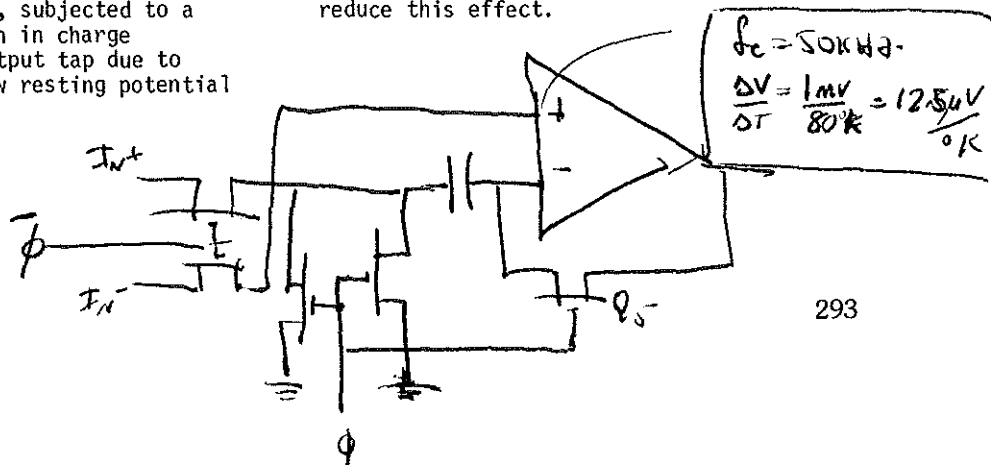 , subjected to a
n in charge
tput tap due to
w resting potential
reduce this effect.
fc = 50KHz.
ΔV/ΔT = 1mV/80°K = 12.5μV/°K
+
-
IN+
φ̄
IN-
Q5
293
φ